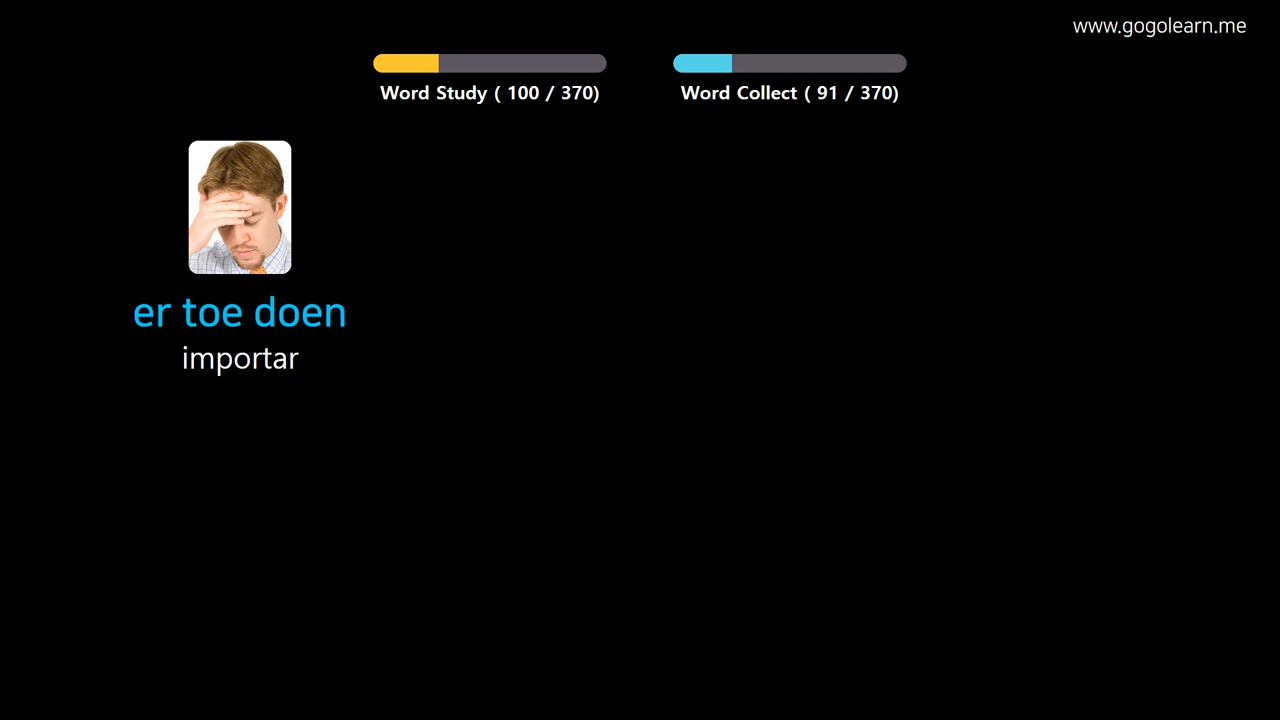 www.gogolearn.me
Word Study ( 100 / 370)
Word Collect ( 91 / 370)
er toe doen
importar